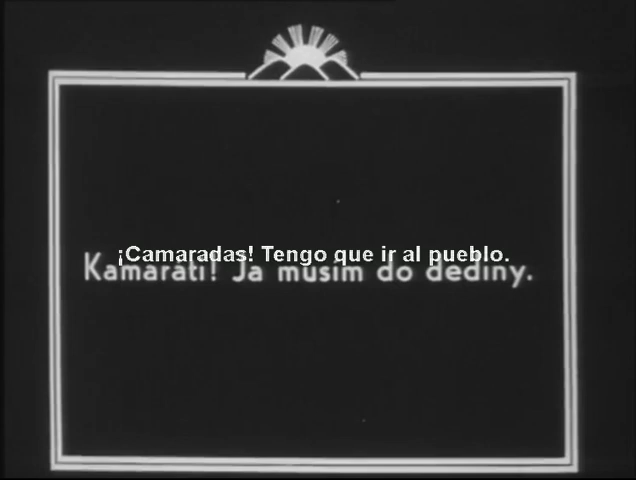 ¡Camaradas! Tengo que ir al pueblo.
Kamaráti! Ja musím do dediny.